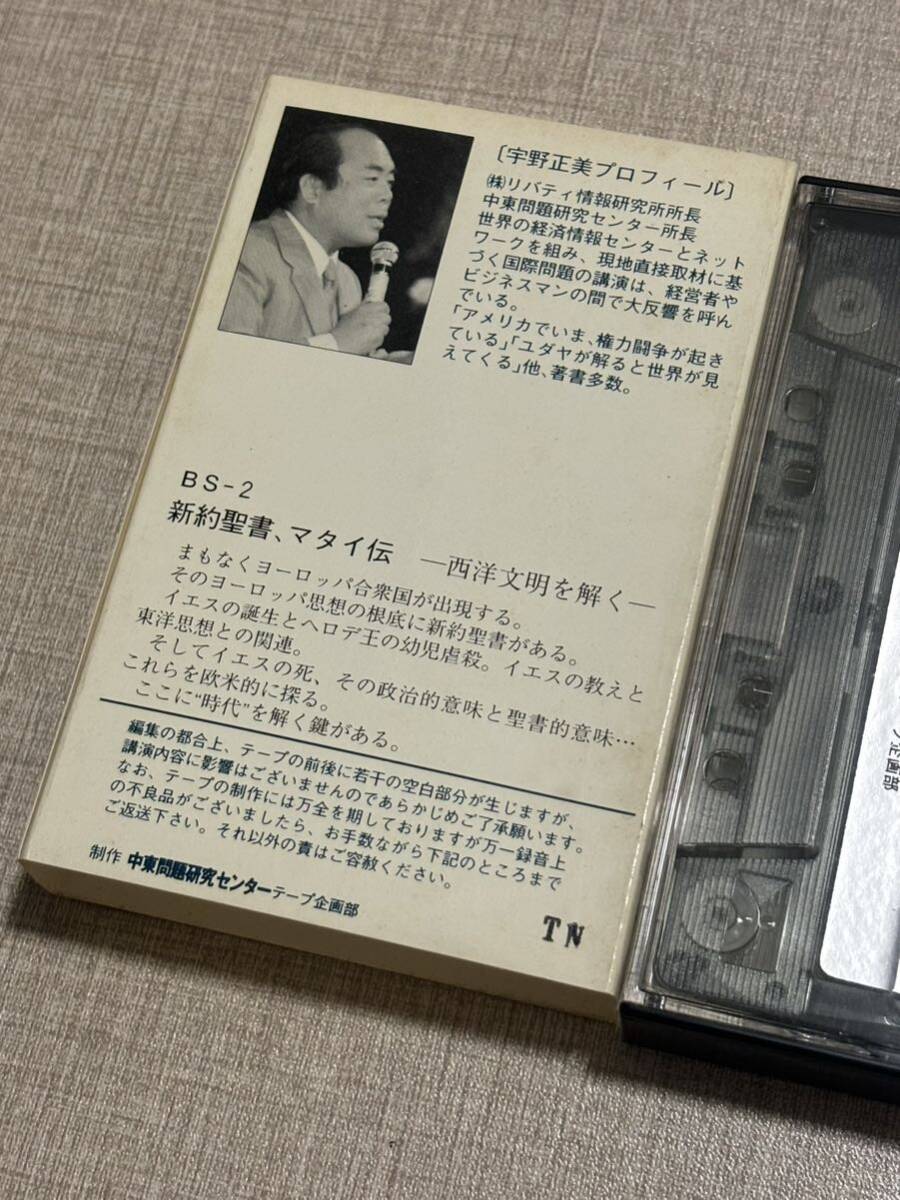 〔宇野正美プロフィール〕
㈱リバティ情報研究所所長
中東問題研究センター所長
世界の経済情報センターとネット
ワークを組み、現地直接取材に基
づく国際問題の講演は、経営者や
ビジネスマンの間で大反響を呼ん
でいる。
「アメリカでいま、権力闘争が起き
ている」「ユダヤが解ると世界が見
えてくる」他、著書多数。
BS-2
新約聖書、マタイ伝 ―西洋文明を解く―
まもなくヨーロッパ合衆国が出現する。
そのヨーロッパ思想の根底に新約聖書がある。
イエスの誕生とヘロデ王の幼児虐殺。イエスの教えと
東洋思想との関連。
そしてイエスの死、その政治的意味と聖書的意味…
これらを欧米的に探る。
ここに“時代”を解く鍵がある。
編集の都合上、テープの前後に若干の空白部分が生じますが、
講演内容に影響はございませんのであらかじめご了承願います。
なお、テープの制作には万全を期しておりますが万一録音上
の不良品がございましたら、お手数ながら下記のところまで
ご返送下さい。それ以外の責はご容赦ください。
制作 中東問題研究センターテープ企画部
TN
企画部